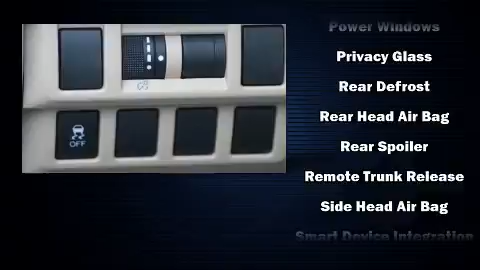 Power Windows
Privacy Glass
Rear Defrost
Rear Head Air Bag
Rear Spoiler
Remote Trunk Release
Side Head Air Bag
Smart Device Integration
OFF